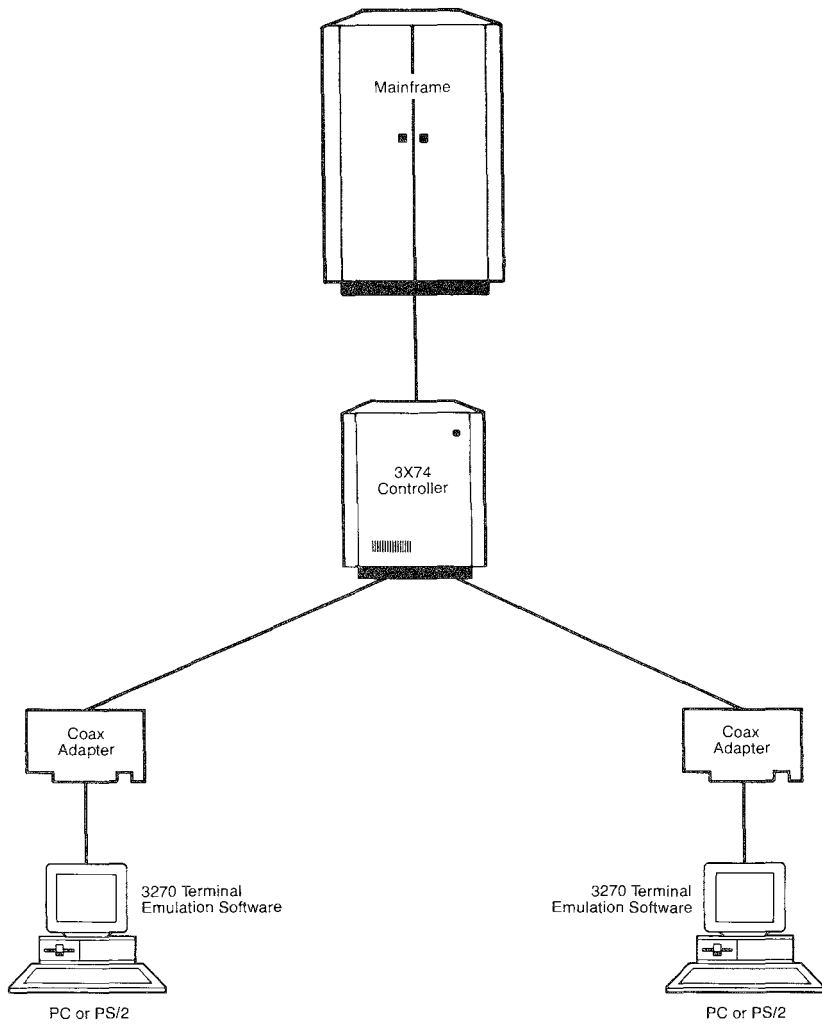 Mainframe
3X74
Controller
Coax
Adapter
Coax
Adapter
3270 Terminal
Emulation Software
3270 Terminal
Emulation Software
PC or PS/2
PC or PS/2